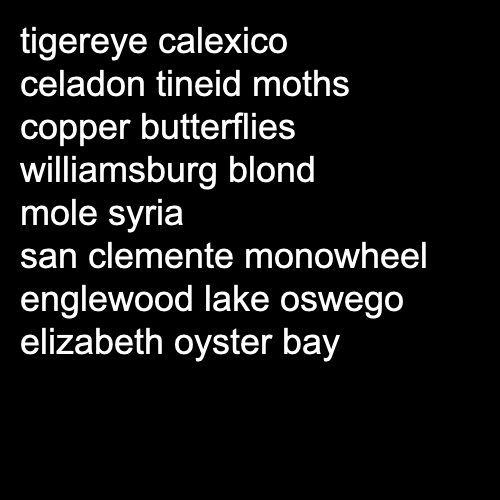 tigereye calexico
celadon tineid moths
copper butterflies
williamsburg blond
mole syria
san clemente monowheel
englewood lake oswego
elizabeth oyster bay